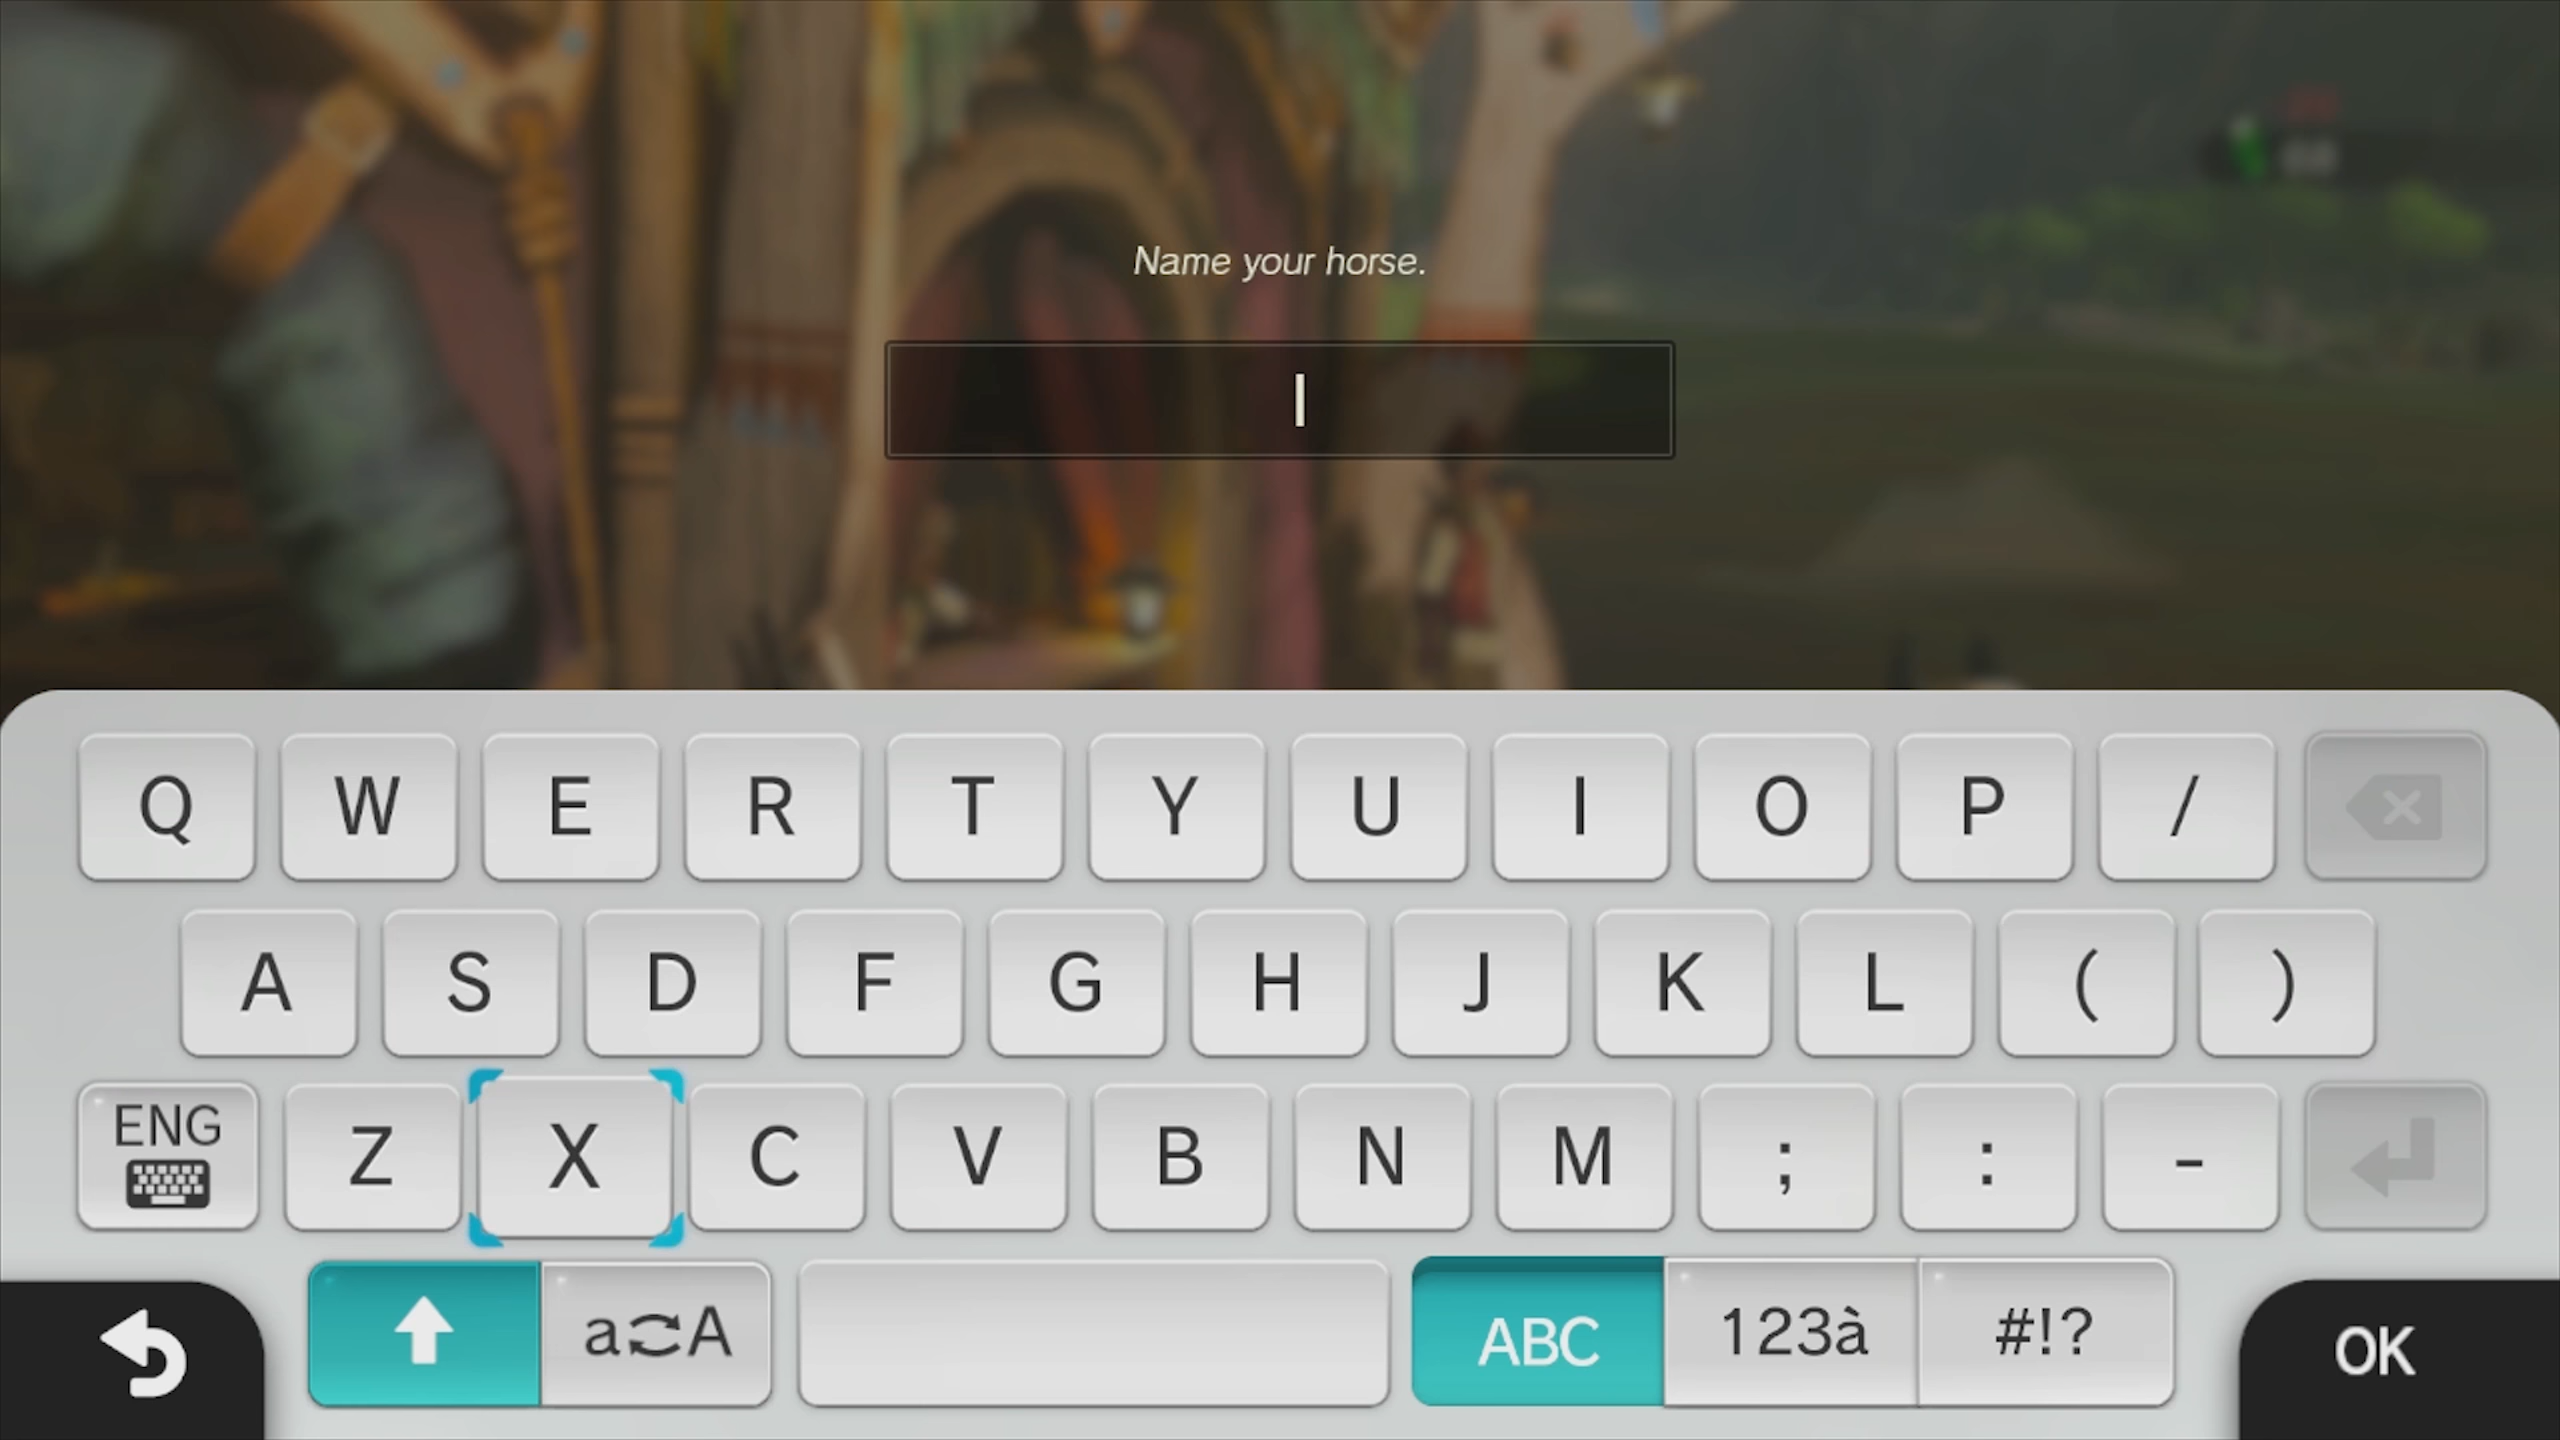 Name your horse.
Q W E R T Y U I O P /
A S D F G H J K L ( )
ENG Z X C V B N M ; : -
a A ABC 123à #!? OK